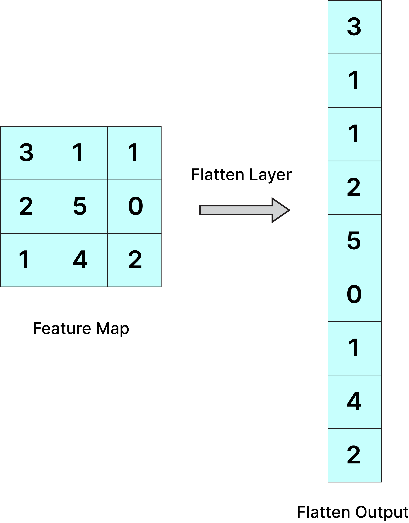 3 1 1
2 5 0
1 4 2
Feature Map
Flatten Layer
3
1
1
2
5
0
1
4
2
Flatten Output